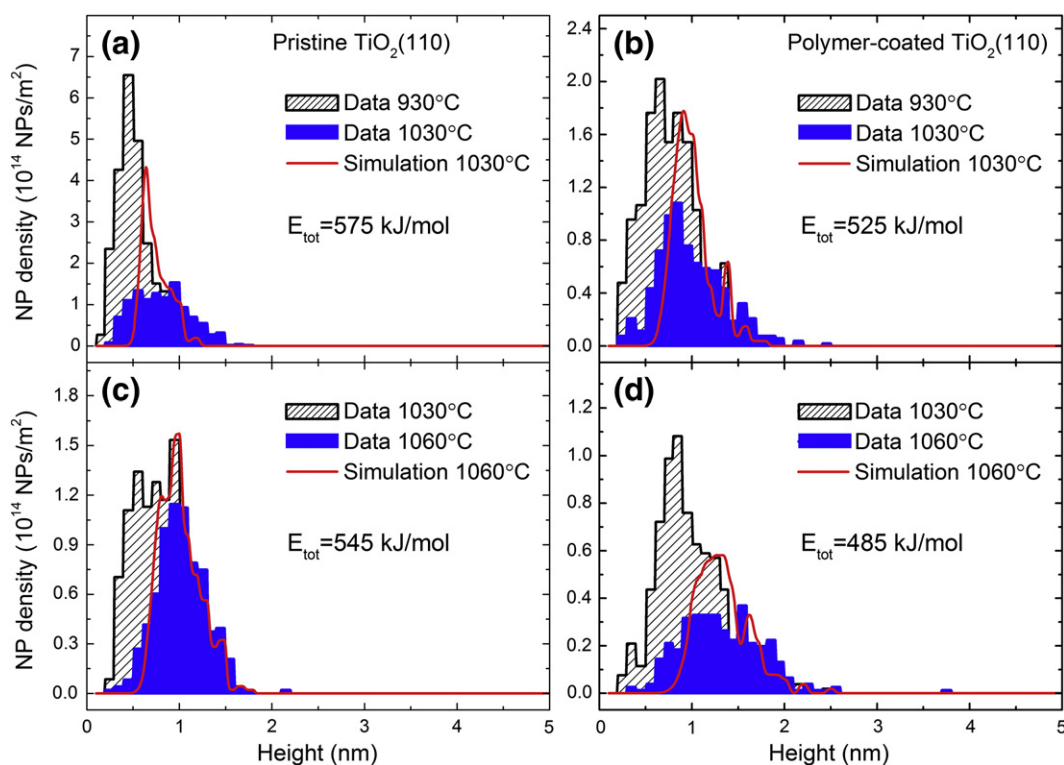 (a) Pristine TiO2(110)
Data 930°C
Data 1030°C
Simulation 1030°C
Etot=575 kJ/mol
NP density (10^14 NPs/m^2)
7
6
5
4
3
2
1
0
(b) Polymer-coated TiO2(110)
Data 930°C
Data 1030°C
Simulation 1030°C
Etot=525 kJ/mol
2.4
2.0
1.6
1.2
0.8
0.4
0.0
(c)
Data 1030°C
Data 1060°C
Simulation 1060°C
Etot=545 kJ/mol
NP density (10^14 NPs/m^2)
1.8
1.5
1.2
0.9
0.6
0.3
0.0
0 1 2 3 4 5
Height (nm)
(d)
Data 1030°C
Data 1060°C
Simulation 1060°C
Etot=485 kJ/mol
1.2
1.0
0.8
0.6
0.4
0.2
0.0
0 1 2 3 4 5
Height (nm)